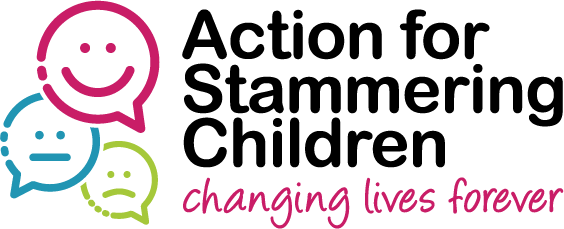 Action for
Stammering
Children
changing lives forever